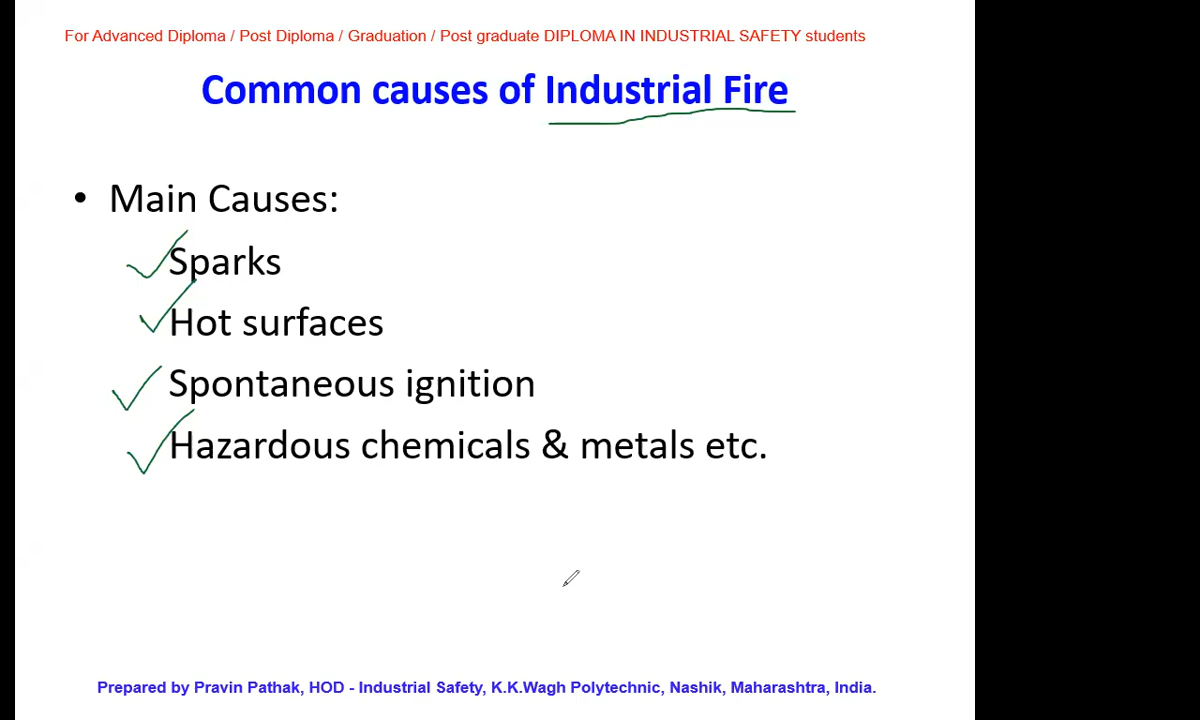 For Advanced Diploma / Post Diploma / Graduation / Post graduate DIPLOMA IN INDUSTRIAL SAFETY students
Common causes of Industrial Fire
• Main Causes:
Sparks
Hot surfaces
Spontaneous ignition
Hazardous chemicals & metals etc.
Prepared by Pravin Pathak, HOD - Industrial Safety, K.K.Wagh Polytechnic, Nashik, Maharashtra, India.